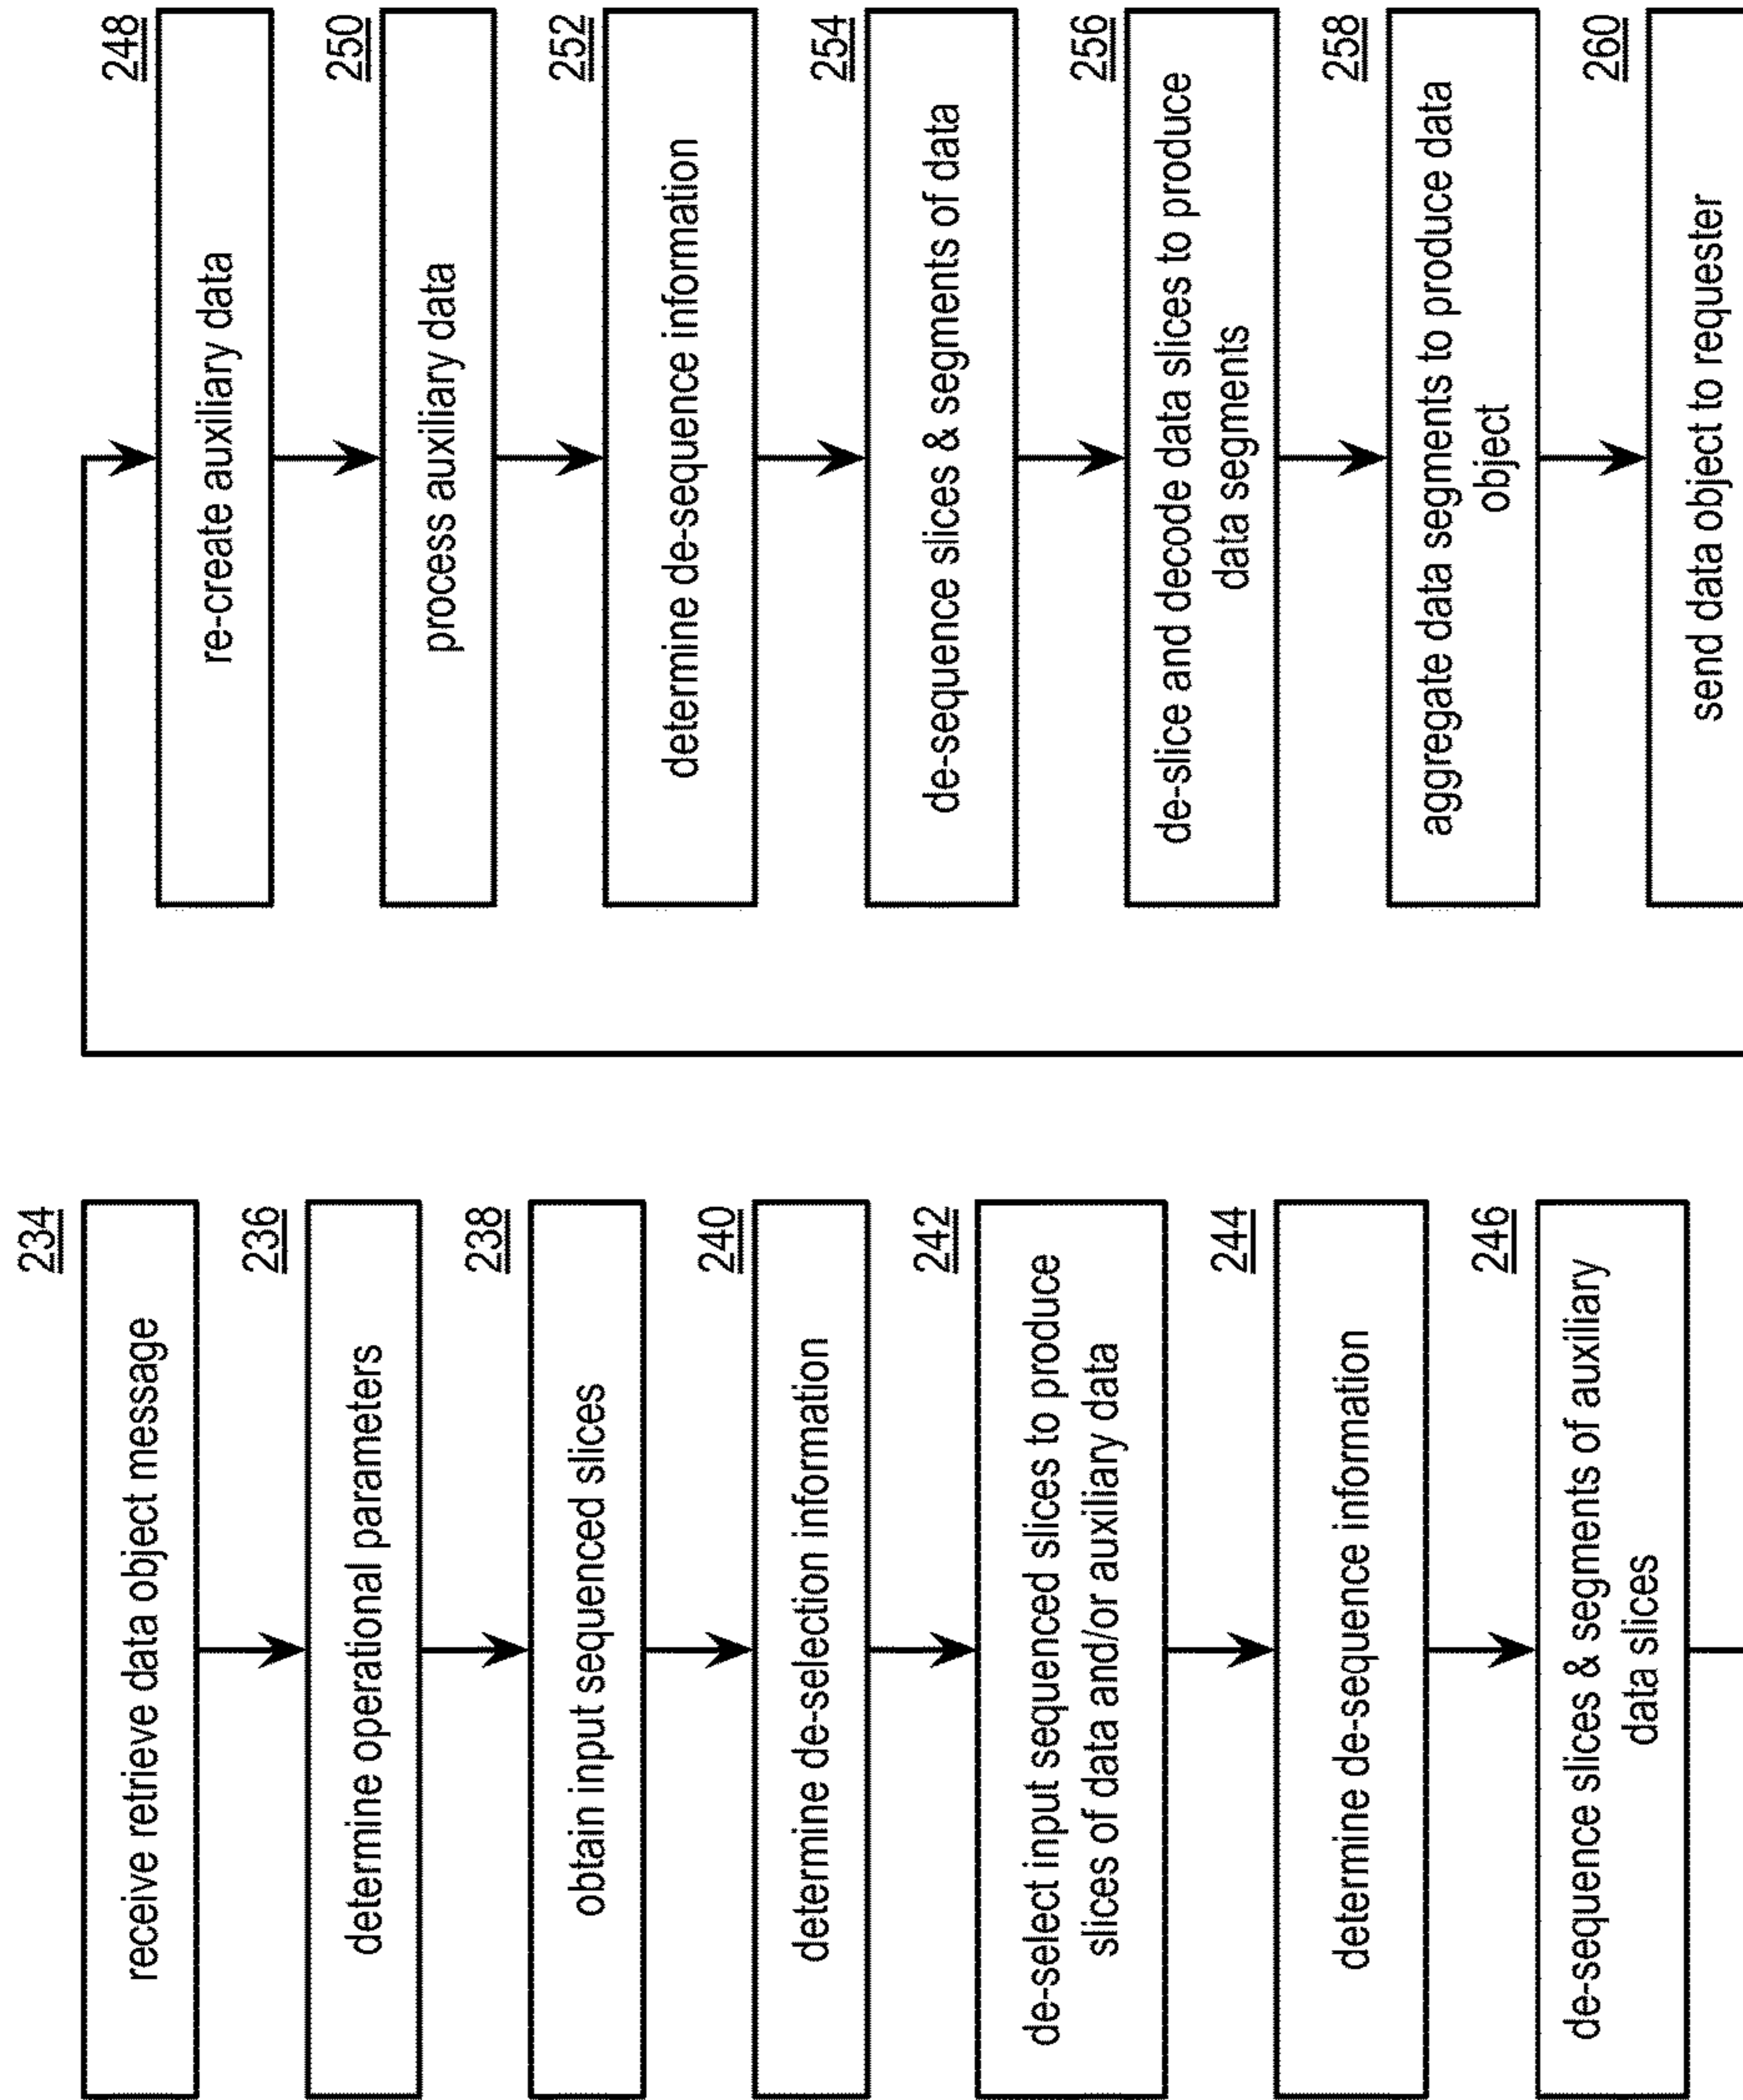 234
receive retrieve data object message
236
determine operational parameters
238
obtain input sequenced slices
240
determine de-selection information
242
de-select input sequenced slices to produce
slices of data and/or auxiliary data
244
determine de-sequence information
246
de-sequence slices & segments of auxiliary
data slices
248
re-create auxiliary data
250
process auxiliary data
252
determine de-sequence information
254
de-sequence slices & segments of data
256
de-slice and decode data slices to produce
data segments
258
aggregate data segments to produce data
object
260
send data object to requester